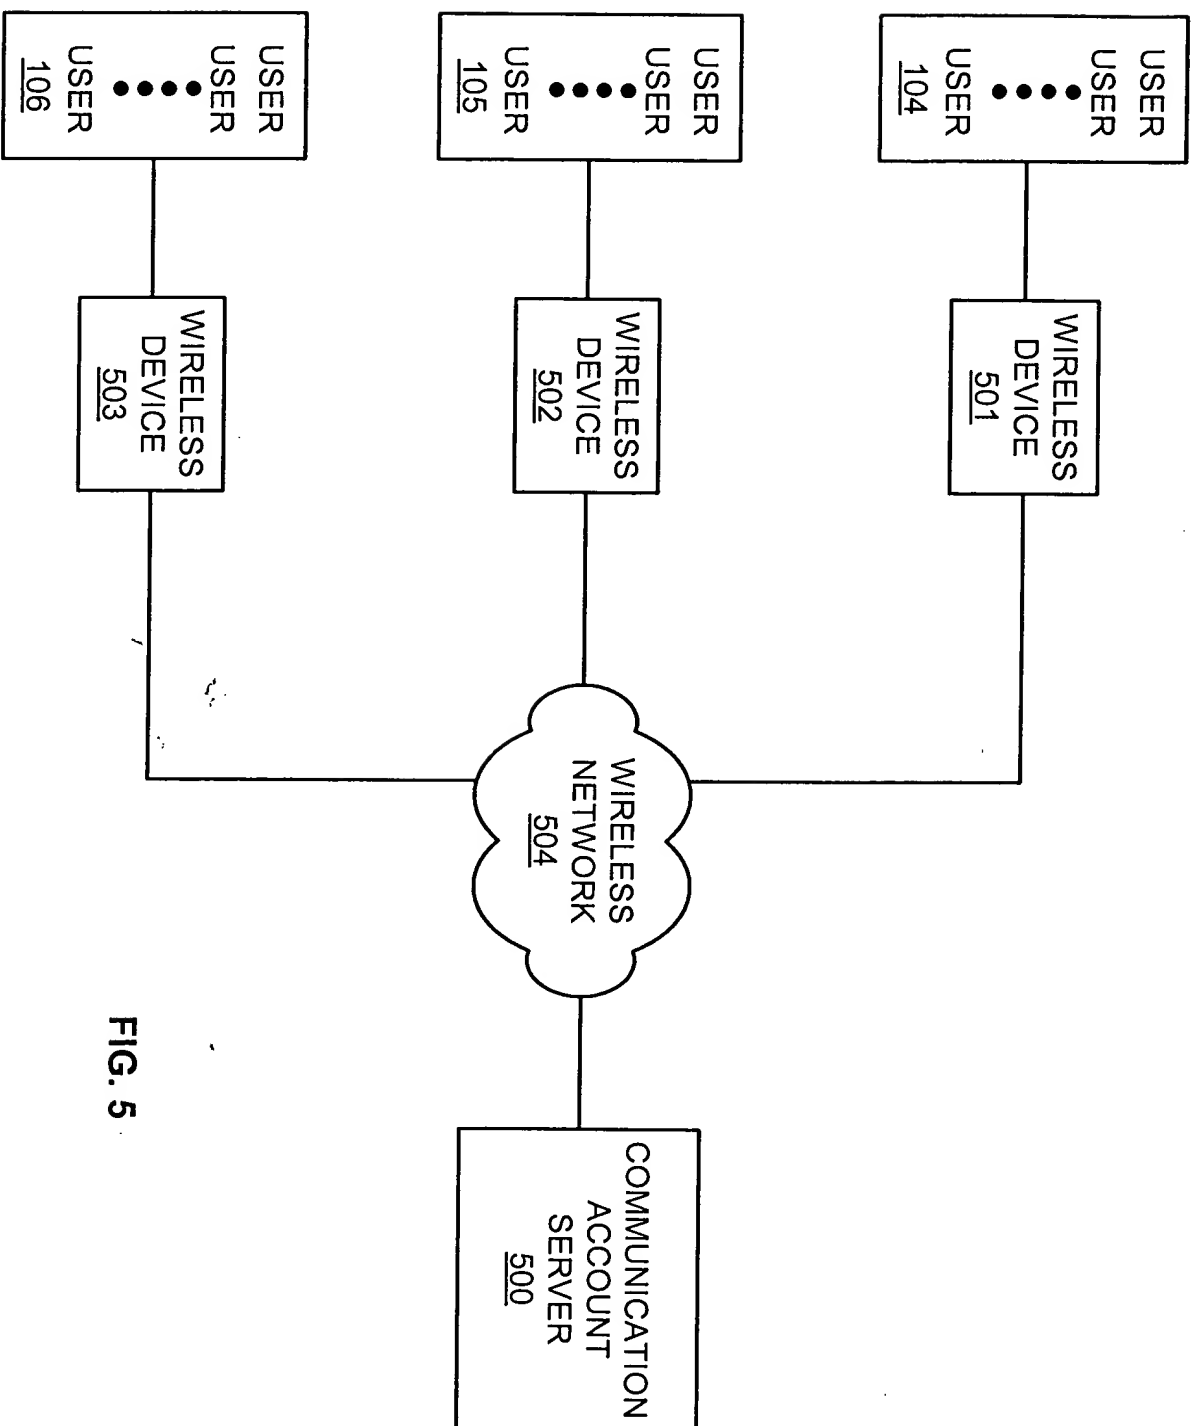 USER
USER
USER
104
WIRELESS
DEVICE
501
USER
USER
USER
105
WIRELESS
DEVICE
502
WIRELESS
NETWORK
504
COMMUNICATION
ACCOUNT
SERVER
500
USER
USER
USER
106
WIRELESS
DEVICE
503
FIG. 5